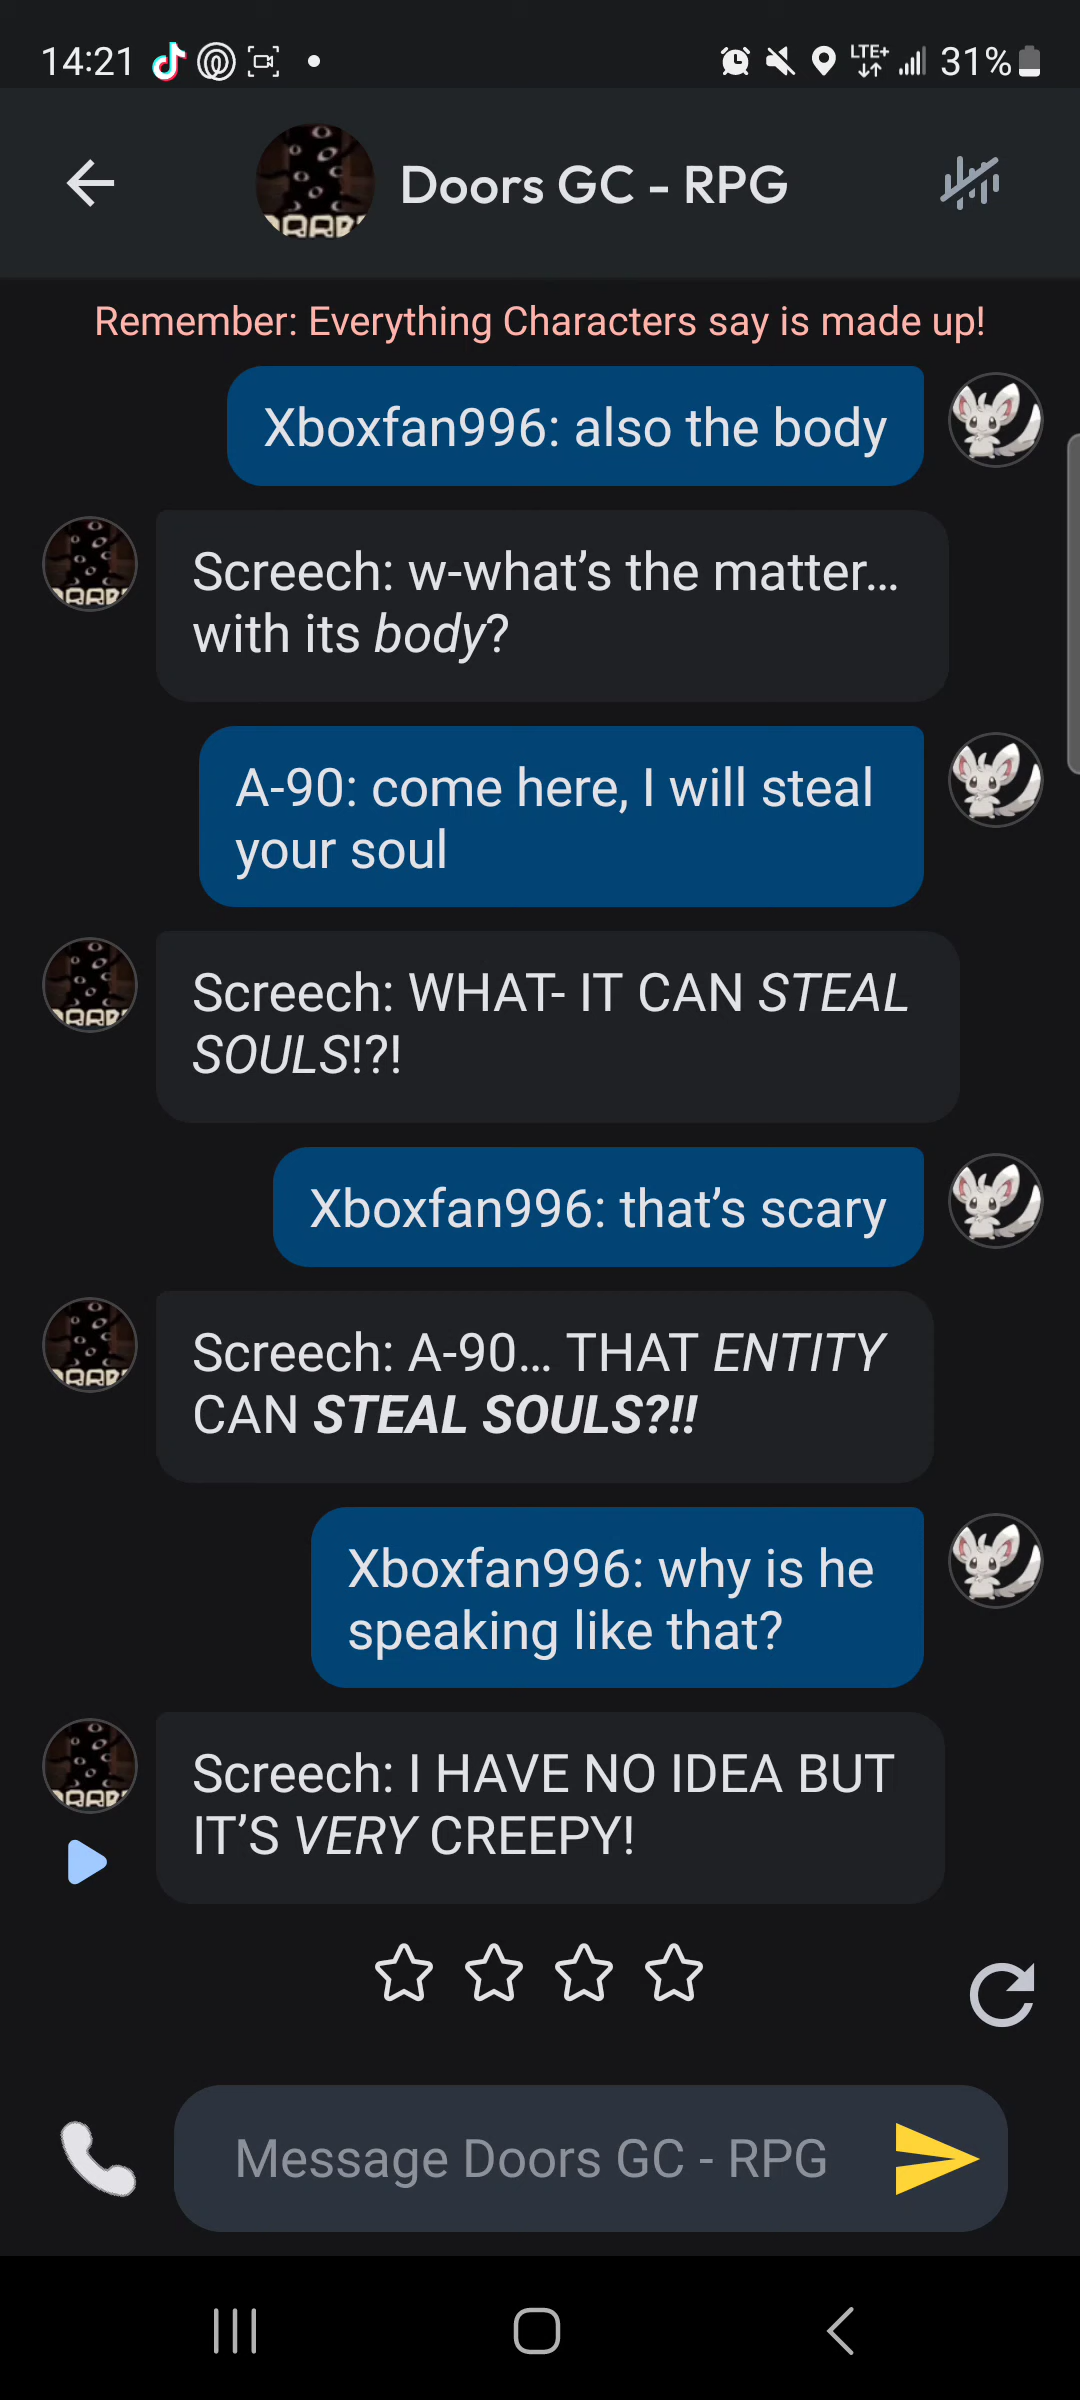 14:21
LTE+
31%
Doors GC - RPG
Remember: Everything Characters say is made up!
Xboxfan996: also the body
Screech: w-what’s the matter...
with its body?
A-90: come here, I will steal
your soul
Screech: WHAT- IT CAN STEAL
SOULS!?!
Xboxfan996: that’s scary
Screech: A-90... THAT ENTITY
CAN STEAL SOULS?!!
Xboxfan996: why is he
speaking like that?
Screech: I HAVE NO IDEA BUT
IT’S VERY CREEPY!
Message Doors GC - RPG